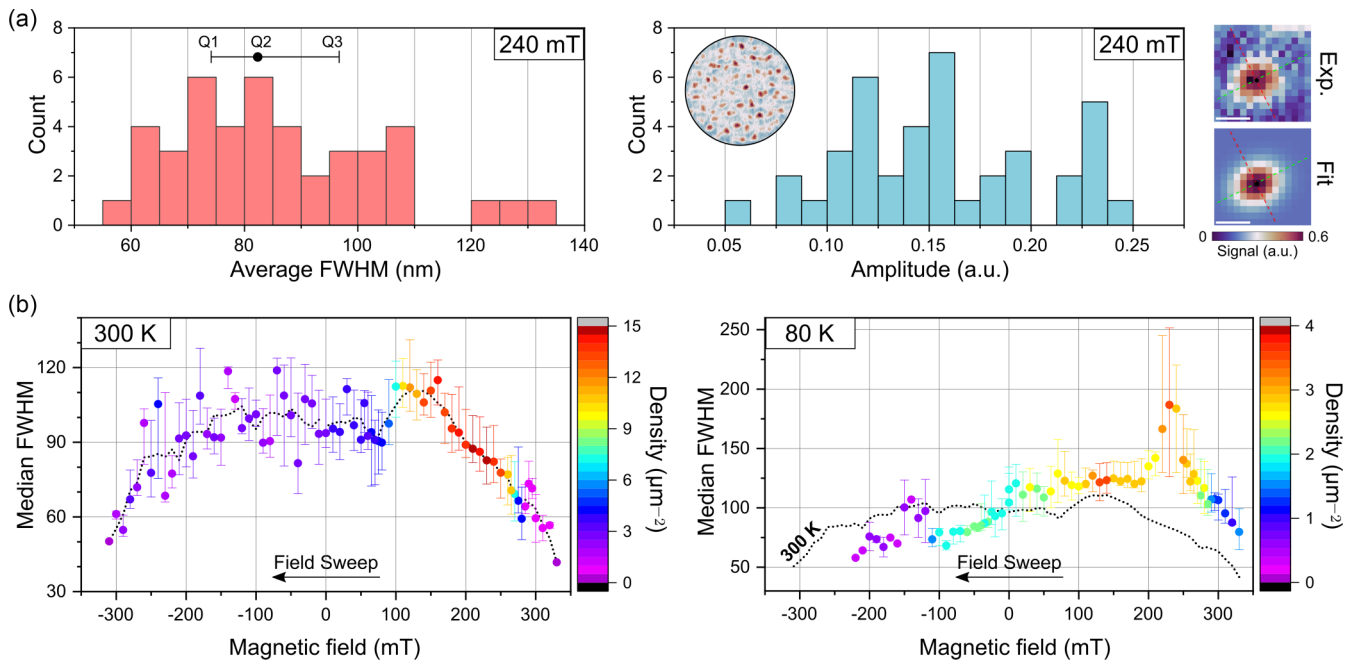 (a)
8
6
4
2
0
Count
Q1 Q2 Q3
240 mT
60 80 100 120 140
Average FWHM (nm)
8
6
4
2
0
Count
240 mT
0.05 0.10 0.15 0.20 0.25
Amplitude (a.u.)
Exp.
Fit
0 0.6
Signal (a.u.)
(b)
300 K
120
90
60
30
Median FWHM
Field Sweep
-300 -200 -100 0 100 200 300
Magnetic field (mT)
15
12
9
6
3
0
Density (μm⁻²)
80 K
250
200
150
100
50
Median FWHM
300 K
Field Sweep
-300 -200 -100 0 100 200 300
Magnetic field (mT)
4
3
2
1
0
Density (μm⁻²)